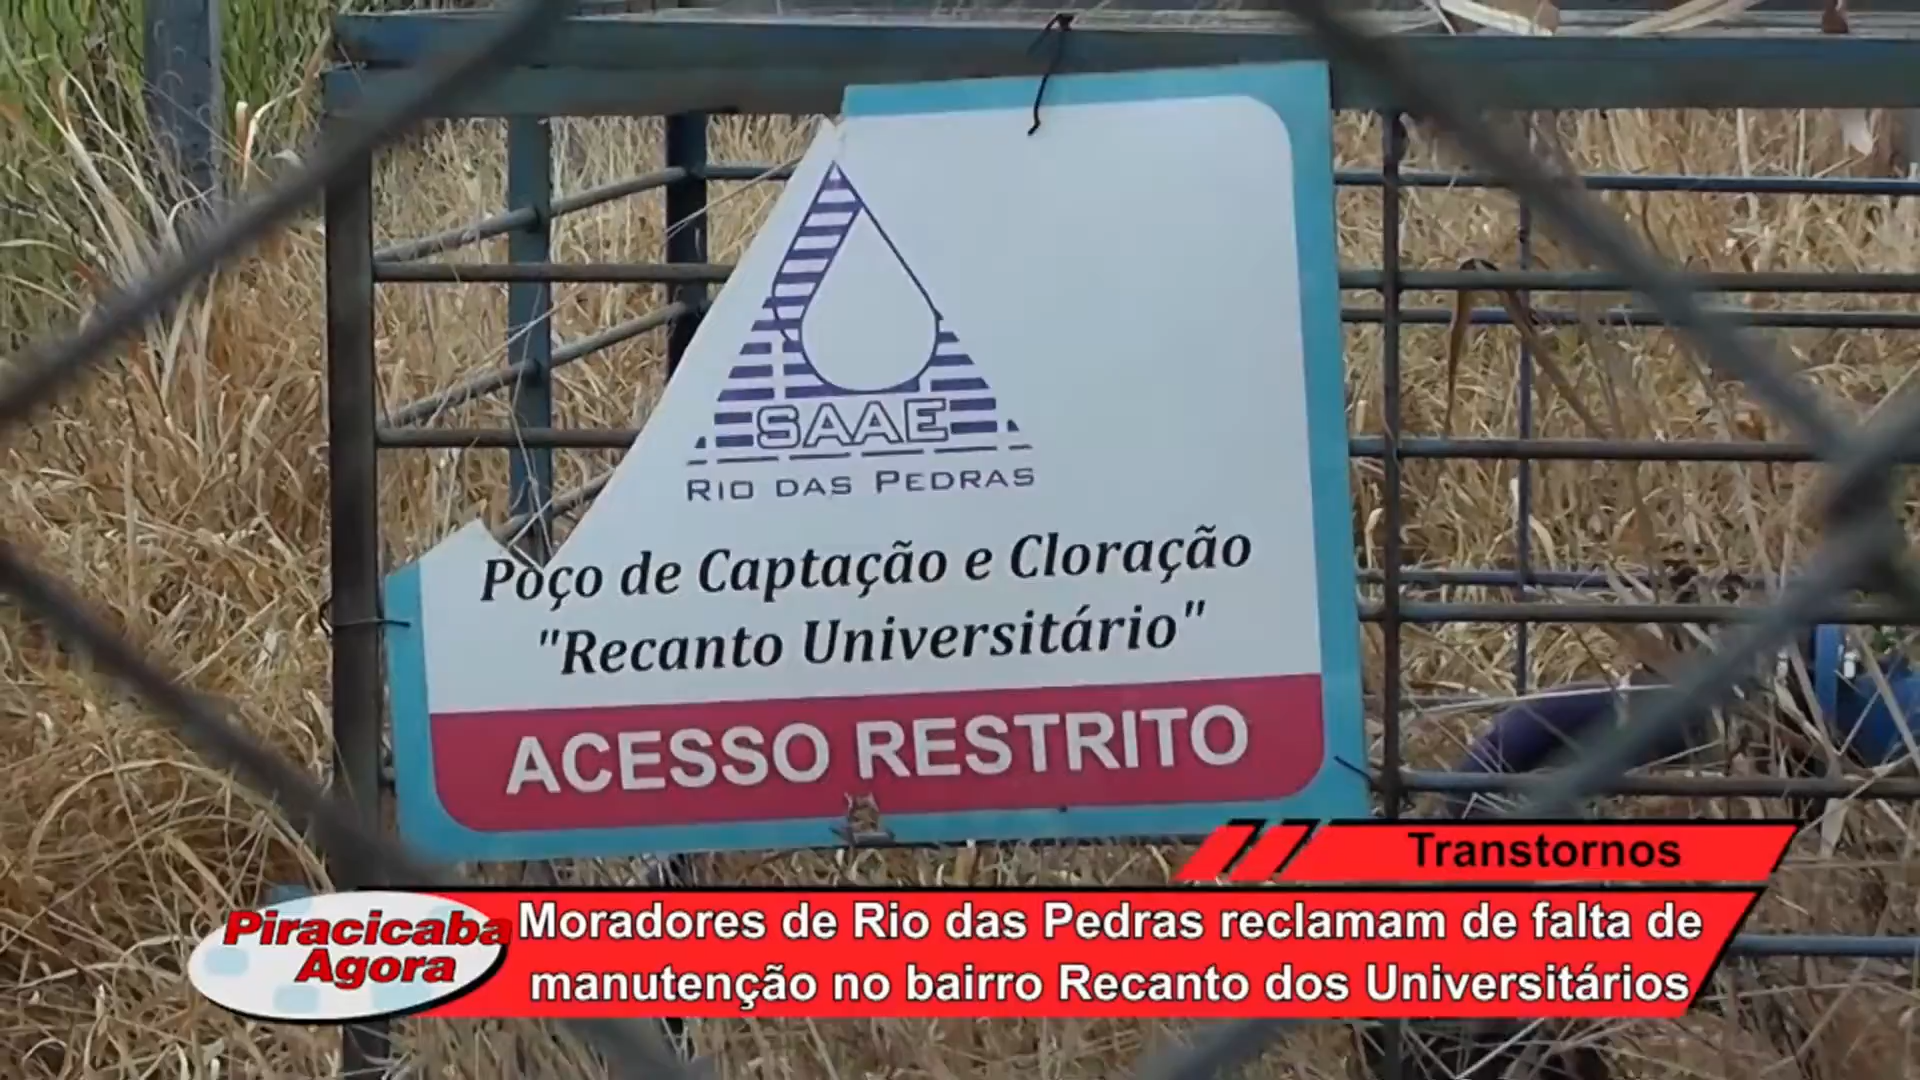 SAAE
RIO DAS PEDRAS
Poço de Captação e Cloração
"Recanto Universitário"
ACESSO RESTRITO
Transtornos
Piracicaba
Agora
Moradores de Rio das Pedras reclamam de falta de
manutenção no bairro Recanto dos Universitários